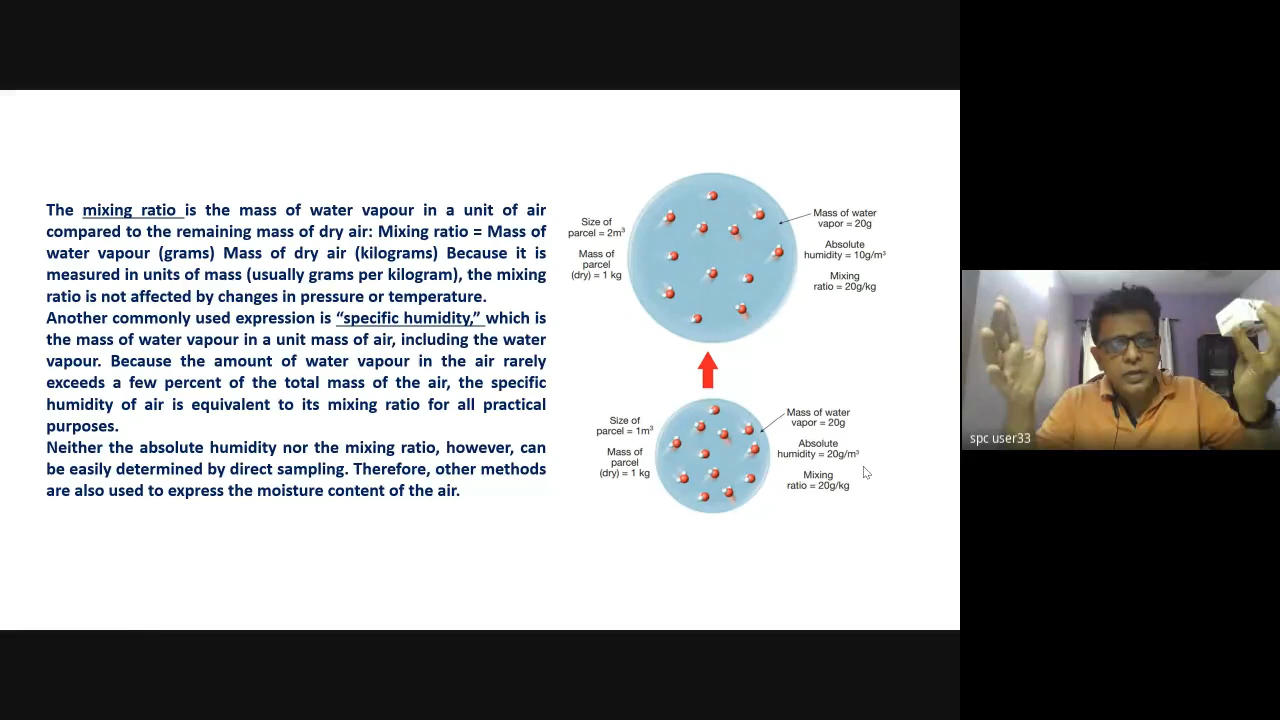 The mixing ratio is the mass of water vapour in a unit of air
compared to the remaining mass of dry air: Mixing ratio = Mass of
water vapour (grams) Mass of dry air (kilograms) Because it is
measured in units of mass (usually grams per kilogram), the mixing
ratio is not affected by changes in pressure or temperature.
Another commonly used expression is “specific humidity,” which is
the mass of water vapour in a unit mass of air, including the water
vapour. Because the amount of water vapour in the air rarely
exceeds a few percent of the total mass of the air, the specific
humidity of air is equivalent to its mixing ratio for all practical
purposes.
Neither the absolute humidity nor the mixing ratio, however, can
be easily determined by direct sampling. Therefore, other methods
are also used to express the moisture content of the air.
Size of
parcel = 2m³
Mass of
parcel
(dry) = 1 kg
Mass of water
vapor = 20g
Absolute
humidity = 10g/m³
Mixing
ratio = 20g/kg
Size of
parcel = 1m³
Mass of
parcel
(dry) = 1 kg
Mass of water
vapor = 20g
Absolute
humidity = 20g/m³
Mixing
ratio = 20g/kg
spc user33